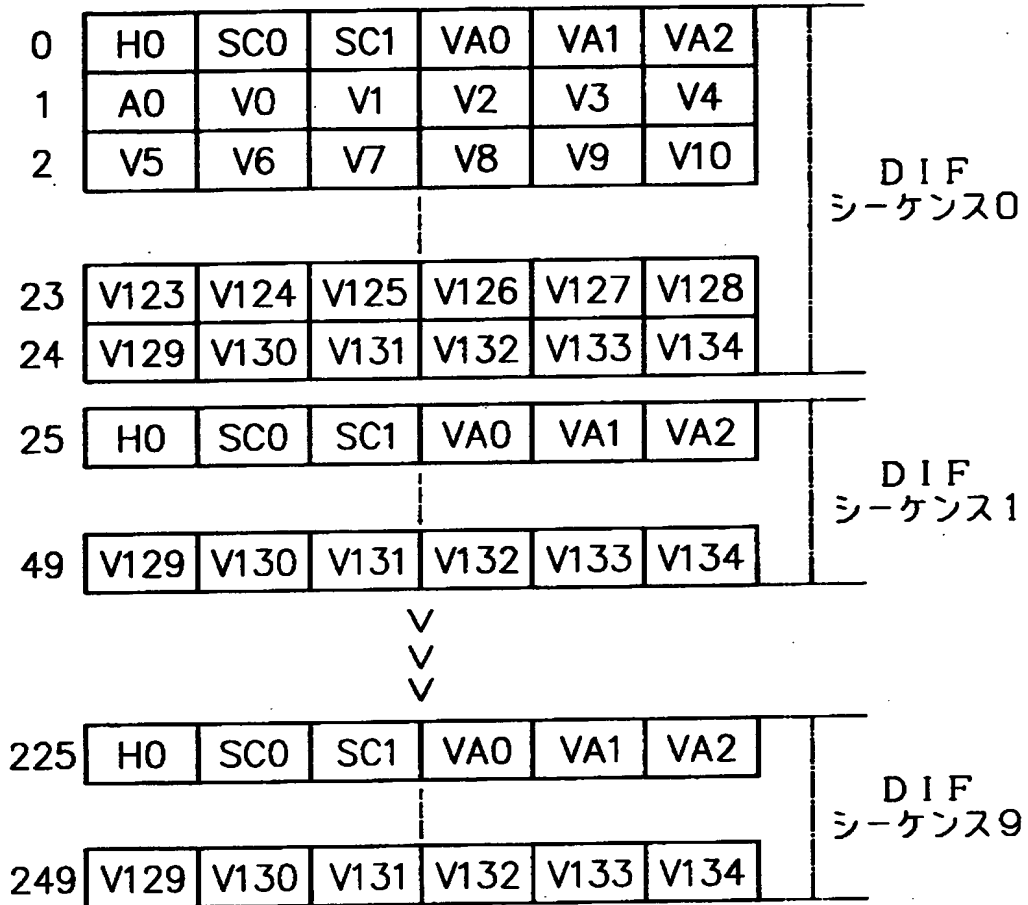 0 H0 SC0 SC1 VA0 VA1 VA2
1 A0 V0 V1 V2 V3 V4
2 V5 V6 V7 V8 V9 V10
DIF
シーケンス0
23 V123 V124 V125 V126 V127 V128
24 V129 V130 V131 V132 V133 V134
25 H0 SC0 SC1 VA0 VA1 VA2
DIF
シーケンス1
49 V129 V130 V131 V132 V133 V134
225 H0 SC0 SC1 VA0 VA1 VA2
DIF
シーケンス9
249 V129 V130 V131 V132 V133 V134